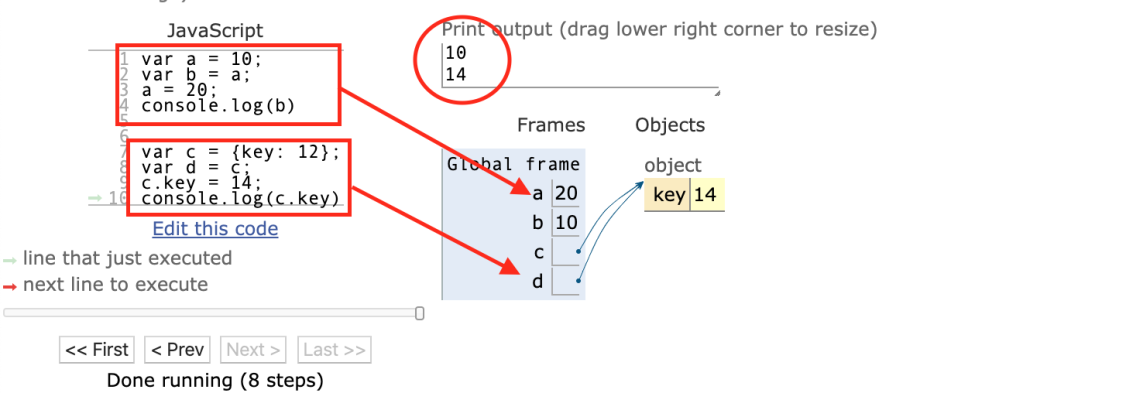 JavaScript
1 var a = 10;
2 var b = a;
3 a = 20;
4 console.log(b)
5
6
7 var c = {key: 12};
8 var d = c;
9 c.key = 14;
10 console.log(c.key)
Edit this code
line that just executed
next line to execute
<< First < Prev Next > Last >>
Done running (8 steps)
Print output (drag lower right corner to resize)
10
14
Frames Objects
Global frame
a 20
b 10
c
d
object
key 14